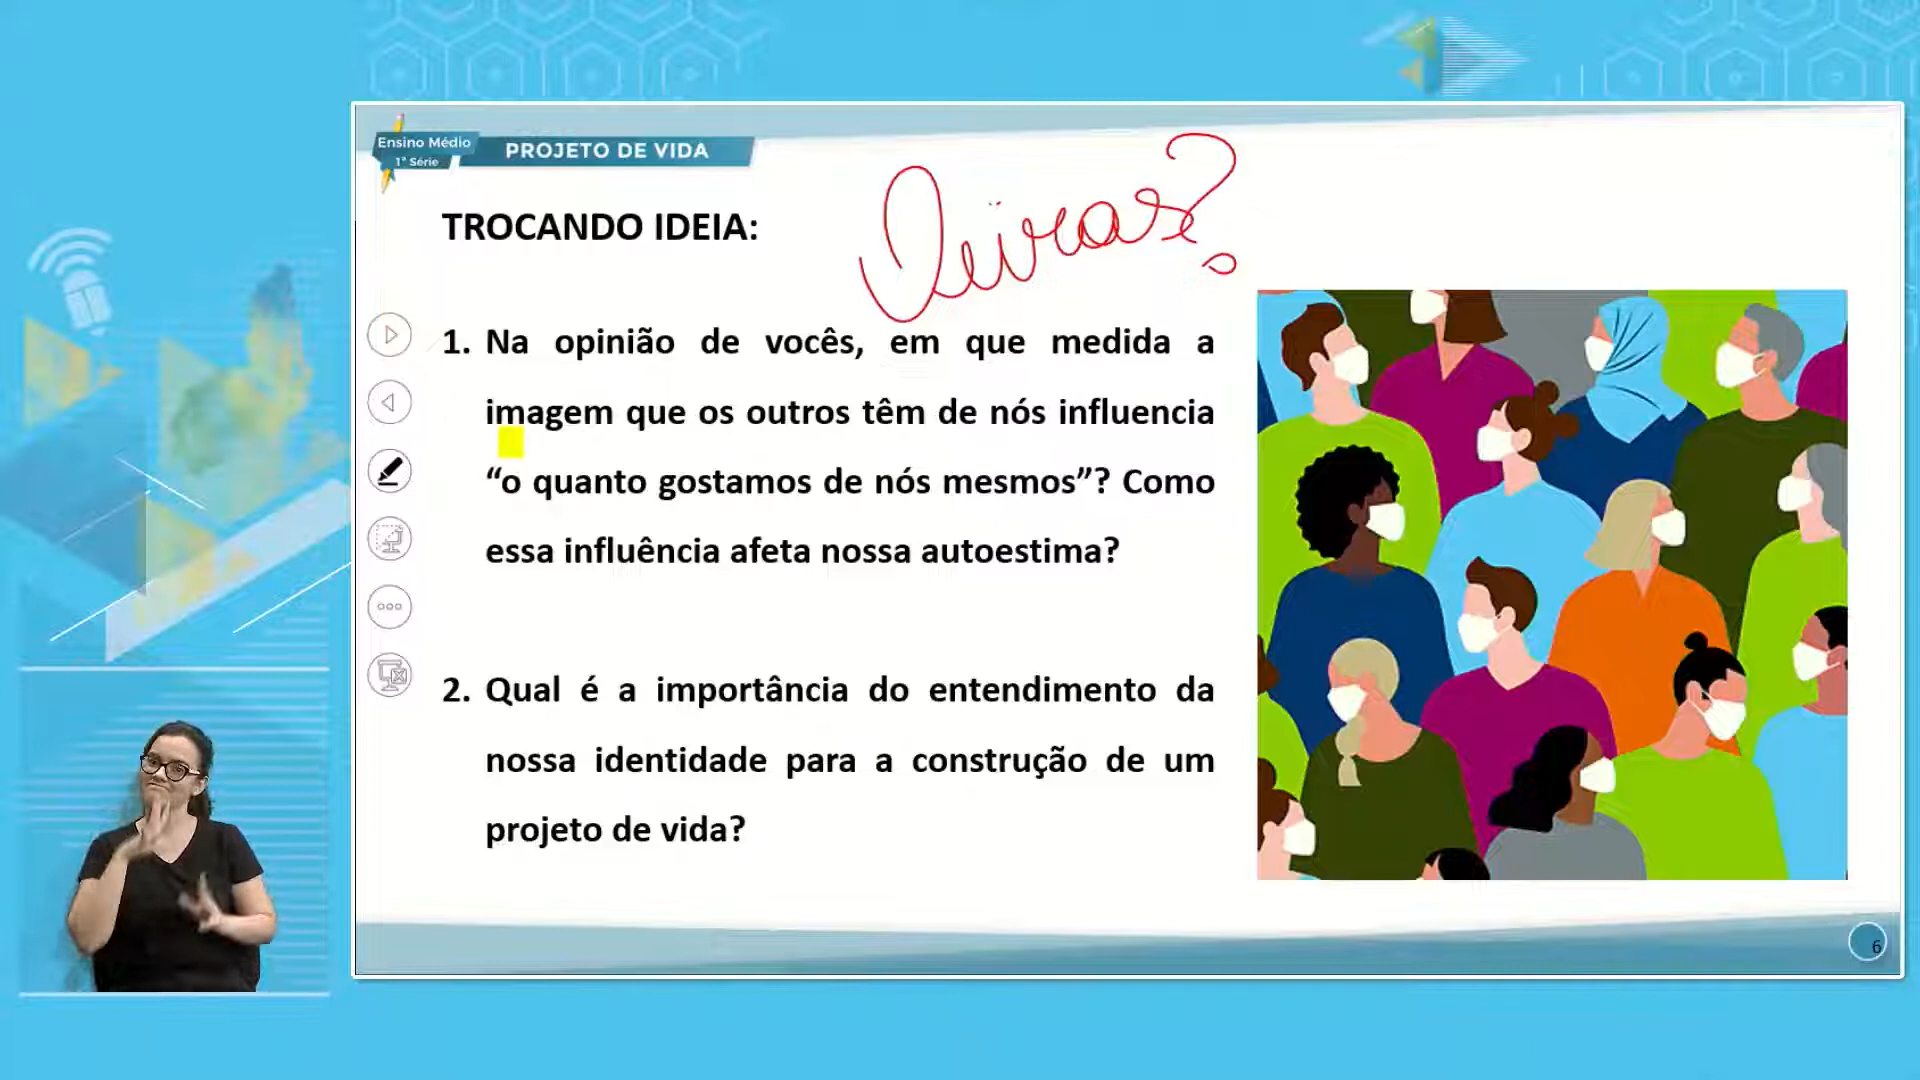 Ensino Médio
1ª Série
PROJETO DE VIDA
TROCANDO IDEIA:
1. Na opinião de vocês, em que medida a
imagem que os outros têm de nós influencia
“o quanto gostamos de nós mesmos”? Como
essa influência afeta nossa autoestima?
2. Qual é a importância do entendimento da
nossa identidade para a construção de um
projeto de vida?
6